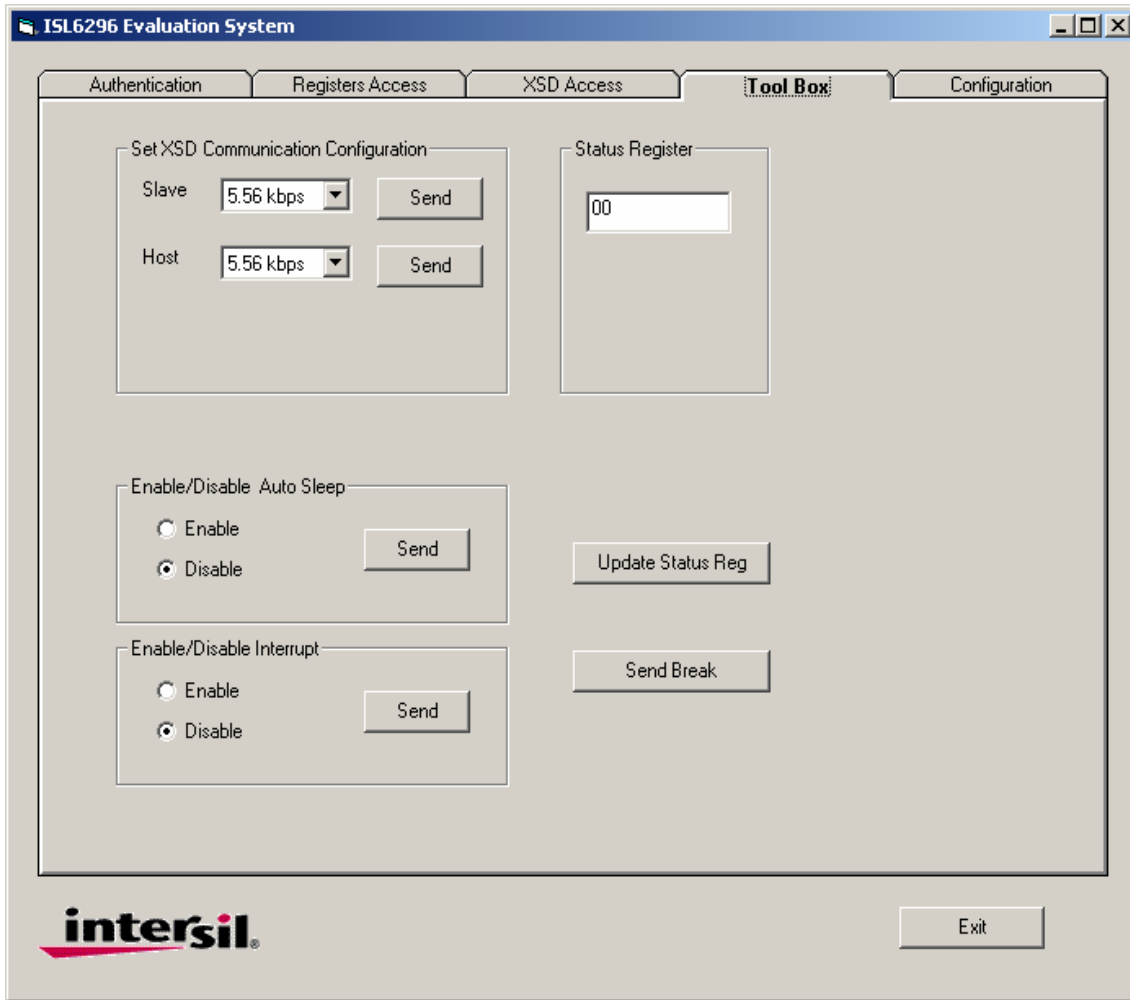 ISL6296 Evaluation System
Authentication
Registers Access
XSD Access
Tool Box
Configuration
Set XSD Communication Configuration
Slave
5.56 kbps
Send
Host
5.56 kbps
Send
Status Register
00
Enable/Disable Auto Sleep
Enable
Disable
Send
Update Status Reg
Enable/Disable Interrupt
Enable
Disable
Send
Send Break
intersil®
Exit